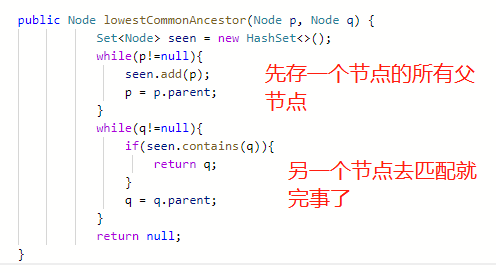 public Node lowestCommonAncestor(Node p, Node q) {
Set<Node> seen = new HashSet<>();
while(p!=null){
seen.add(p);
p = p.parent;
}
先存一个节点的所有父
节点
while(q!=null){
if(seen.contains(q)){
return q;
}
q = q.parent;
}
另一个节点去匹配就
完事了
return null;
}